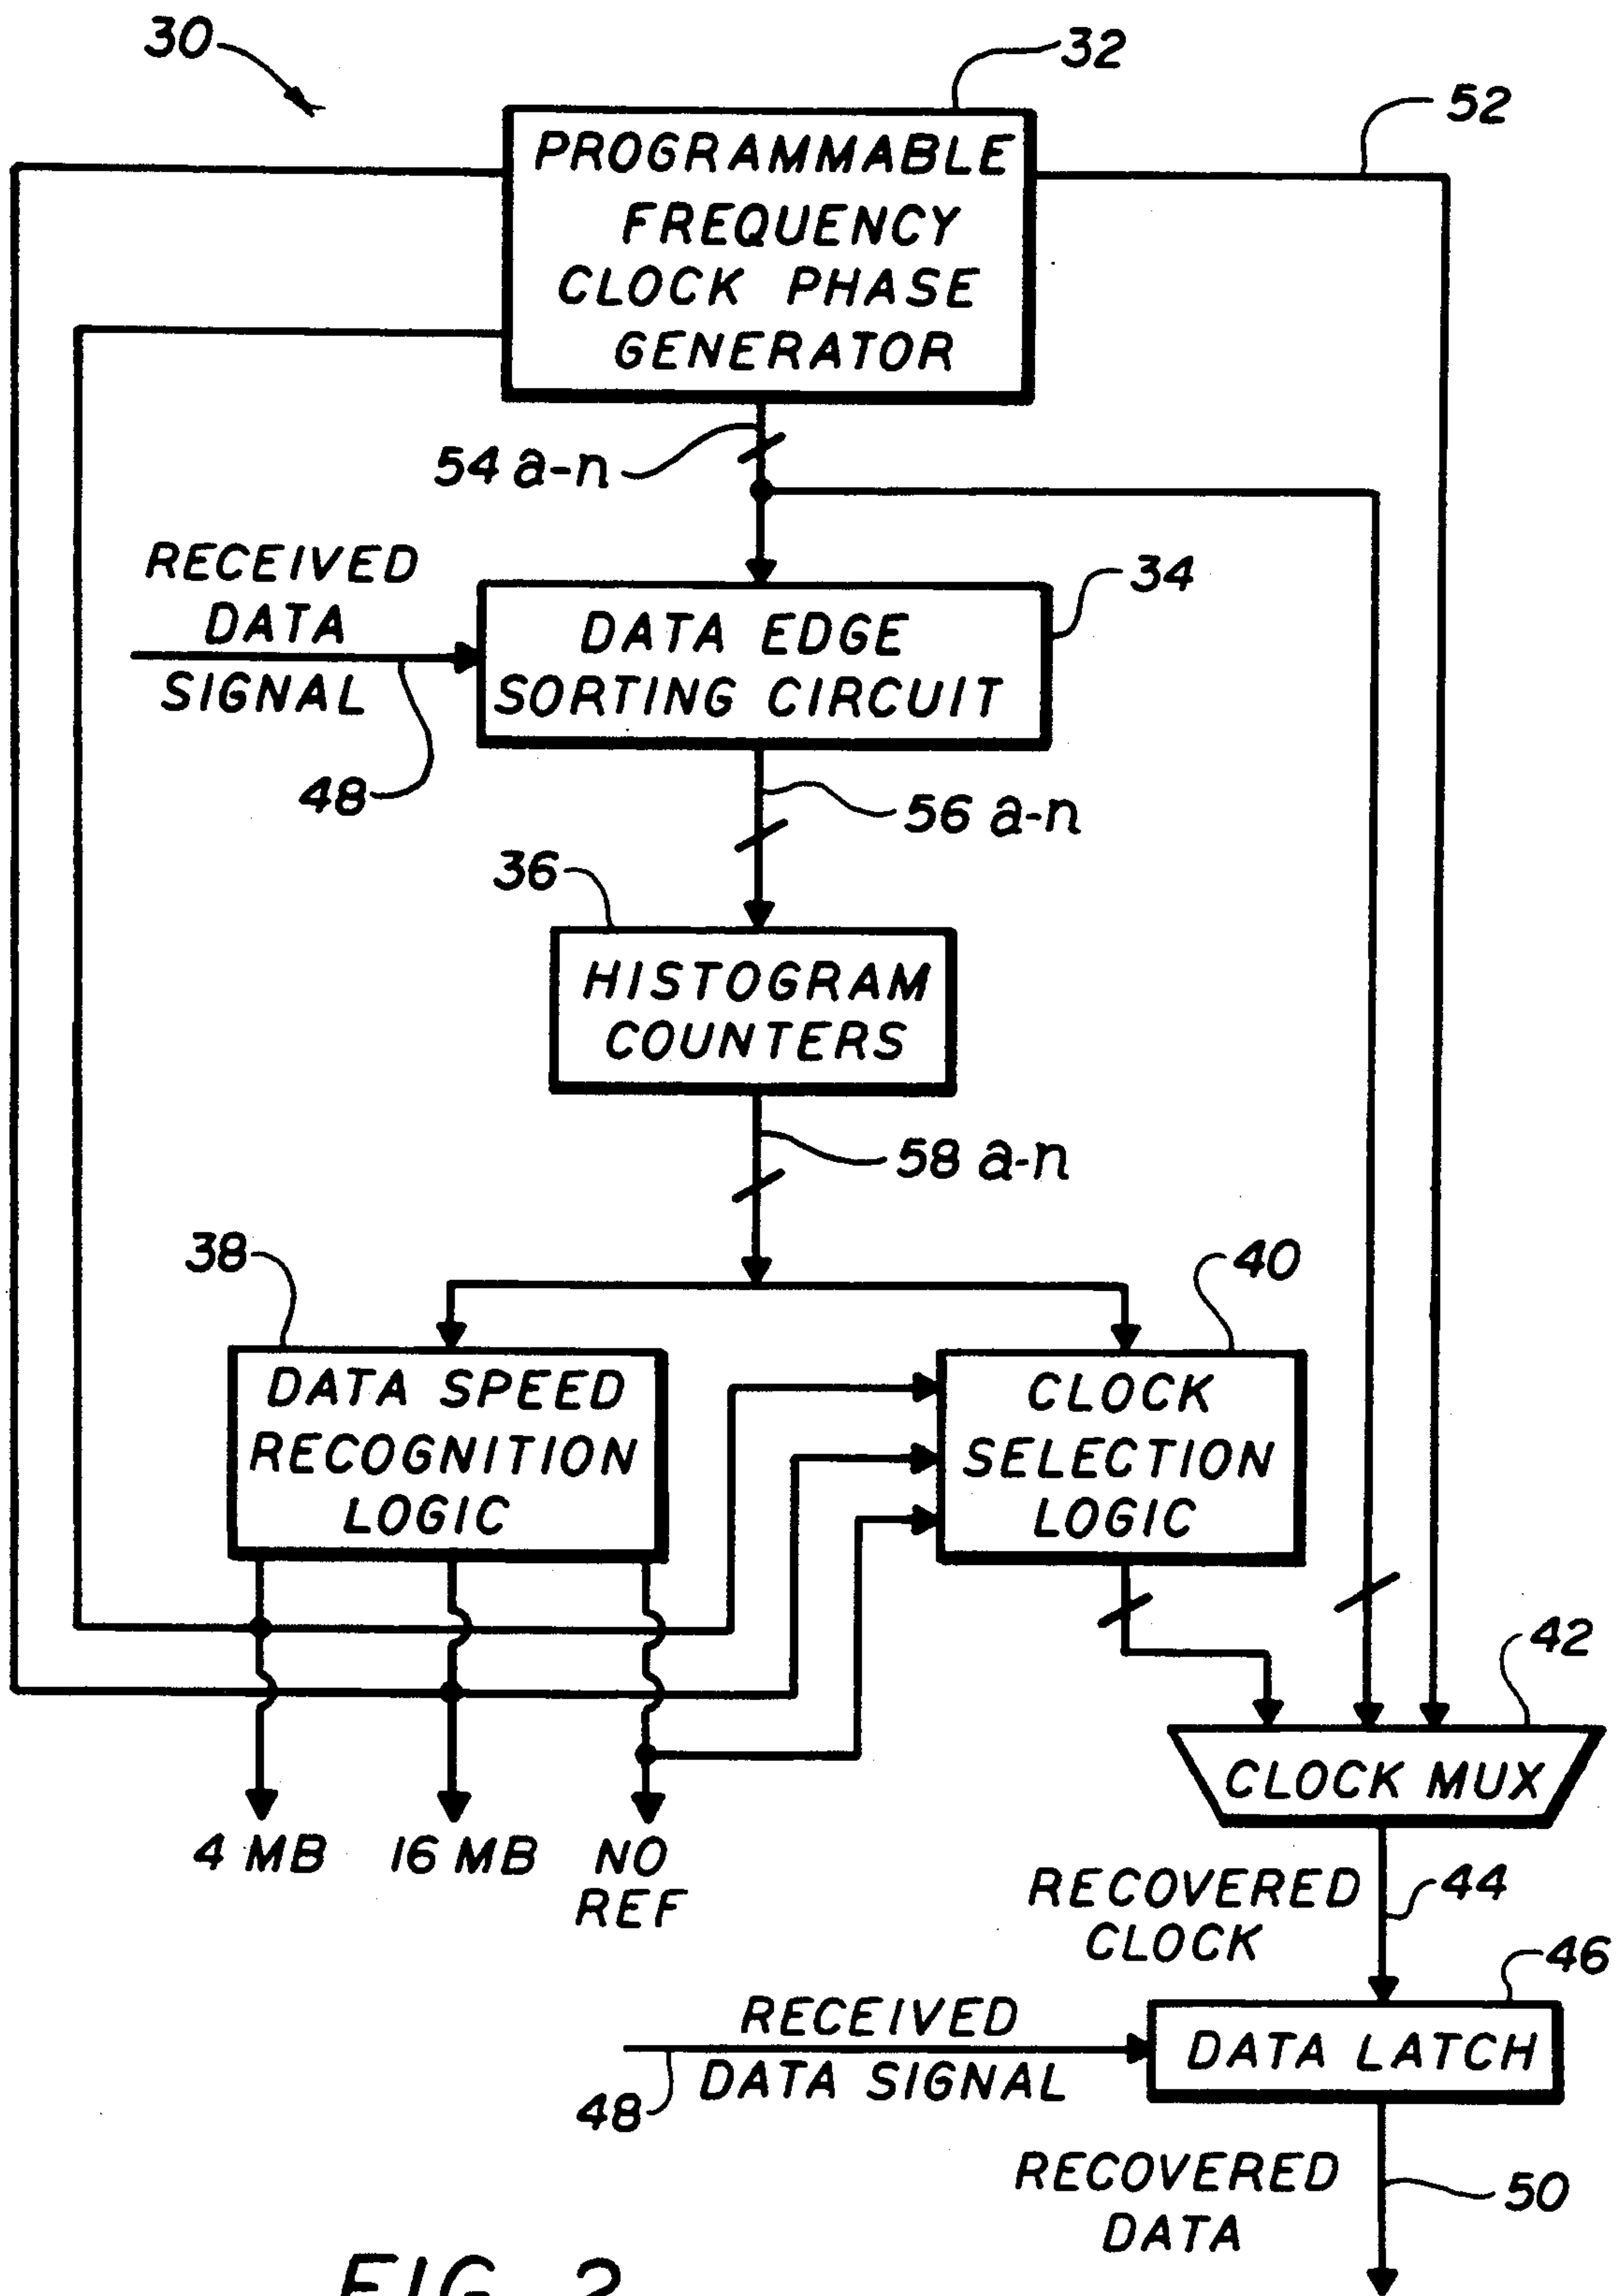 30
32
52
PROGRAMMABLE
FREQUENCY
CLOCK PHASE
GENERATOR
54 a-n
RECEIVED
DATA
SIGNAL
48
34
DATA EDGE
SORTING CIRCUIT
56 a-n
36
HISTOGRAM
COUNTERS
58 a-n
38
40
DATA SPEED
RECOGNITION
LOGIC
CLOCK
SELECTION
LOGIC
42
CLOCK MUX
4 MB
16 MB
NO
REF
RECOVERED
CLOCK
44
46
RECEIVED
DATA SIGNAL
48
DATA LATCH
RECOVERED
DATA
50
FIG. 2